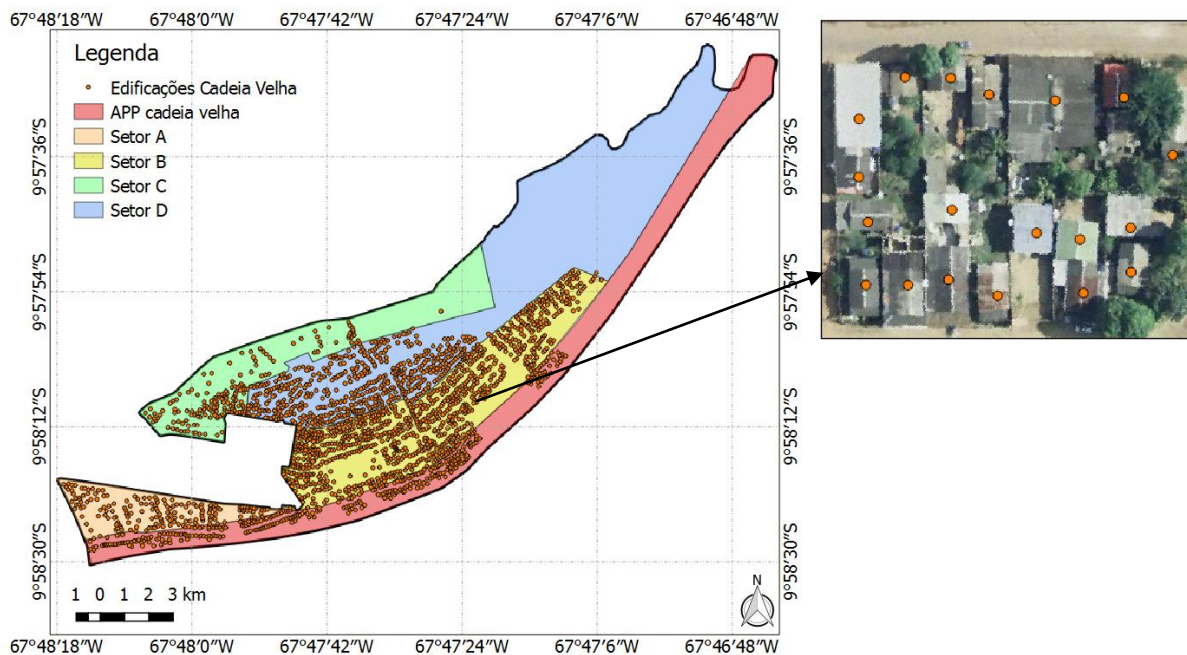 67°48′18″W 67°48′0″W 67°47′42″W 67°47′24″W 67°47′6″W 67°46′48″W
Legenda
Edificações Cadeia Velha
APP cadeia velha
Setor A
Setor B
Setor C
Setor D
9°57′36″S 9°57′36″S
9°57′54″S 9°57′54″S
9°58′12″S 9°58′12″S
9°58′30″S 9°58′30″S
1 0 1 2 3 km
N
67°48′18″W 67°48′0″W 67°47′42″W 67°47′24″W 67°47′6″W 67°46′48″W